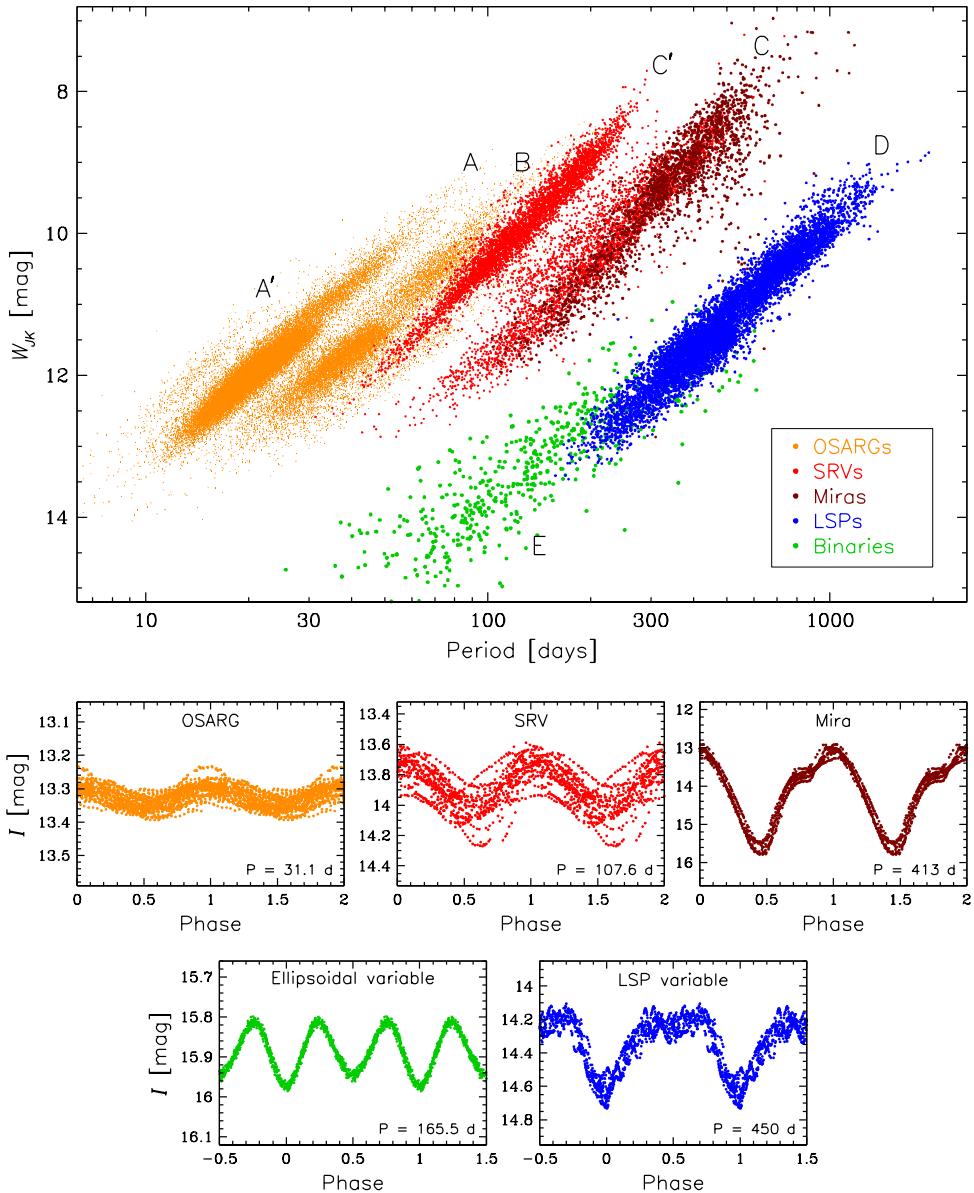 C
C'
8
D
A
B
W_JK [mag]
10
A'
12
OSARGs
SRVs
Miras
LSPs
Binaries
14
E
10
30
100
300
1000
Period [days]
OSARG
13.1
13.2
13.3
13.4
13.5
I [mag]
P = 31.1 d
0 0.5 1 1.5 2
Phase
SRV
13.4
13.6
13.8
14
14.2
14.4
P = 107.6 d
0 0.5 1 1.5 2
Phase
Mira
12
13
14
15
16
P = 413 d
0 0.5 1 1.5 2
Phase
Ellipsoidal variable
15.7
15.8
15.9
16
16.1
I [mag]
P = 165.5 d
−0.5 0 0.5 1 1.5
Phase
LSP variable
14
14.2
14.4
14.6
14.8
P = 450 d
−0.5 0 0.5 1 1.5
Phase